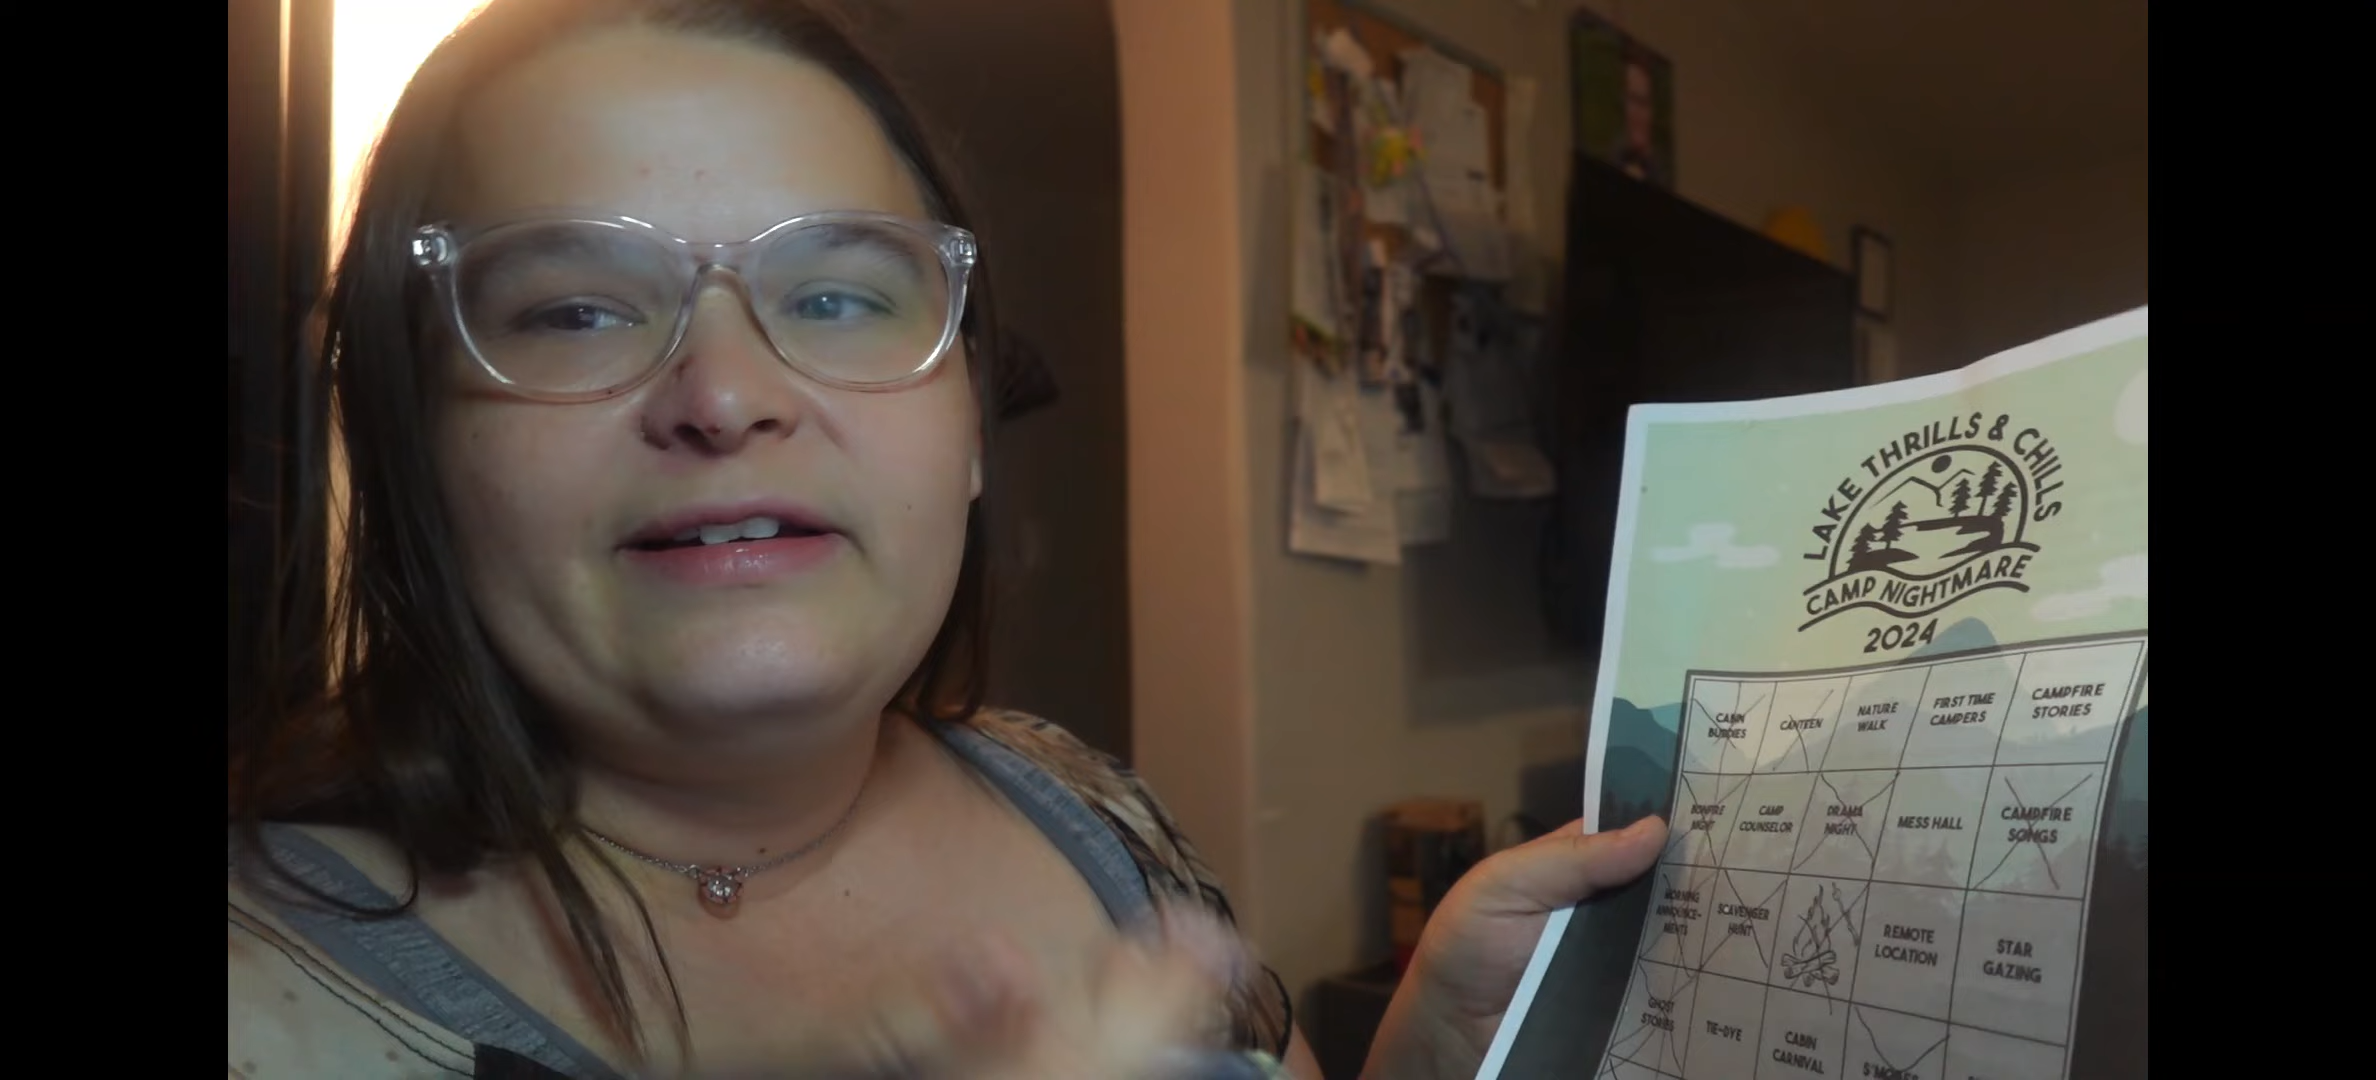 LAKE THRILLS & CHILLS
CAMP NIGHTMARE
2024
CABIN
BUDDIES
CANTEEN
NATURE
WALK
FIRST TIME
CAMPERS
CAMPFIRE
STORIES
BONFIRE
NIGHT
CAMP
COUNSELOR
DRAMA
NIGHT
MESS HALL
CAMPFIRE
SONGS
MORNING
ANNOUNCE-
MENTS
SCAVENGER
HUNT
REMOTE
LOCATION
STAR
GAZING
GHOST
STORIES
TIE-DYE
CABIN
CARNIVAL
S'MORES